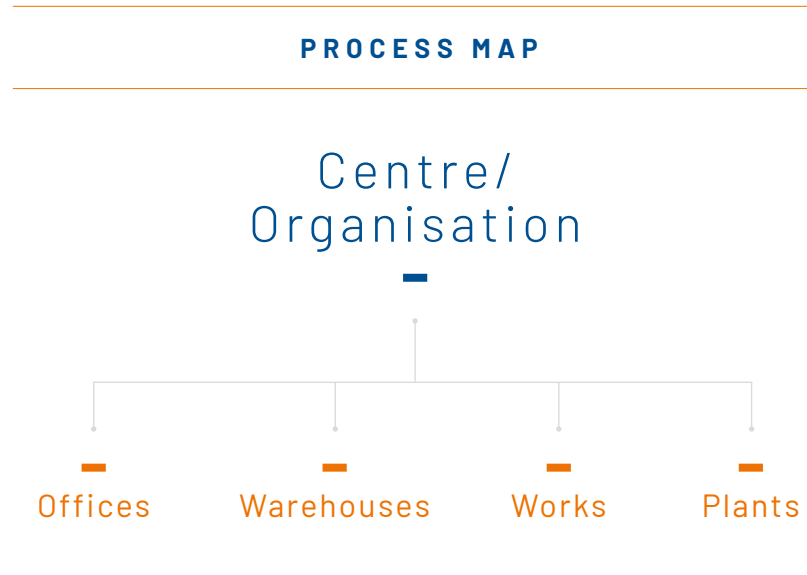 PROCESS MAP
Centre/
Organisation
Offices
Warehouses
Works
Plants